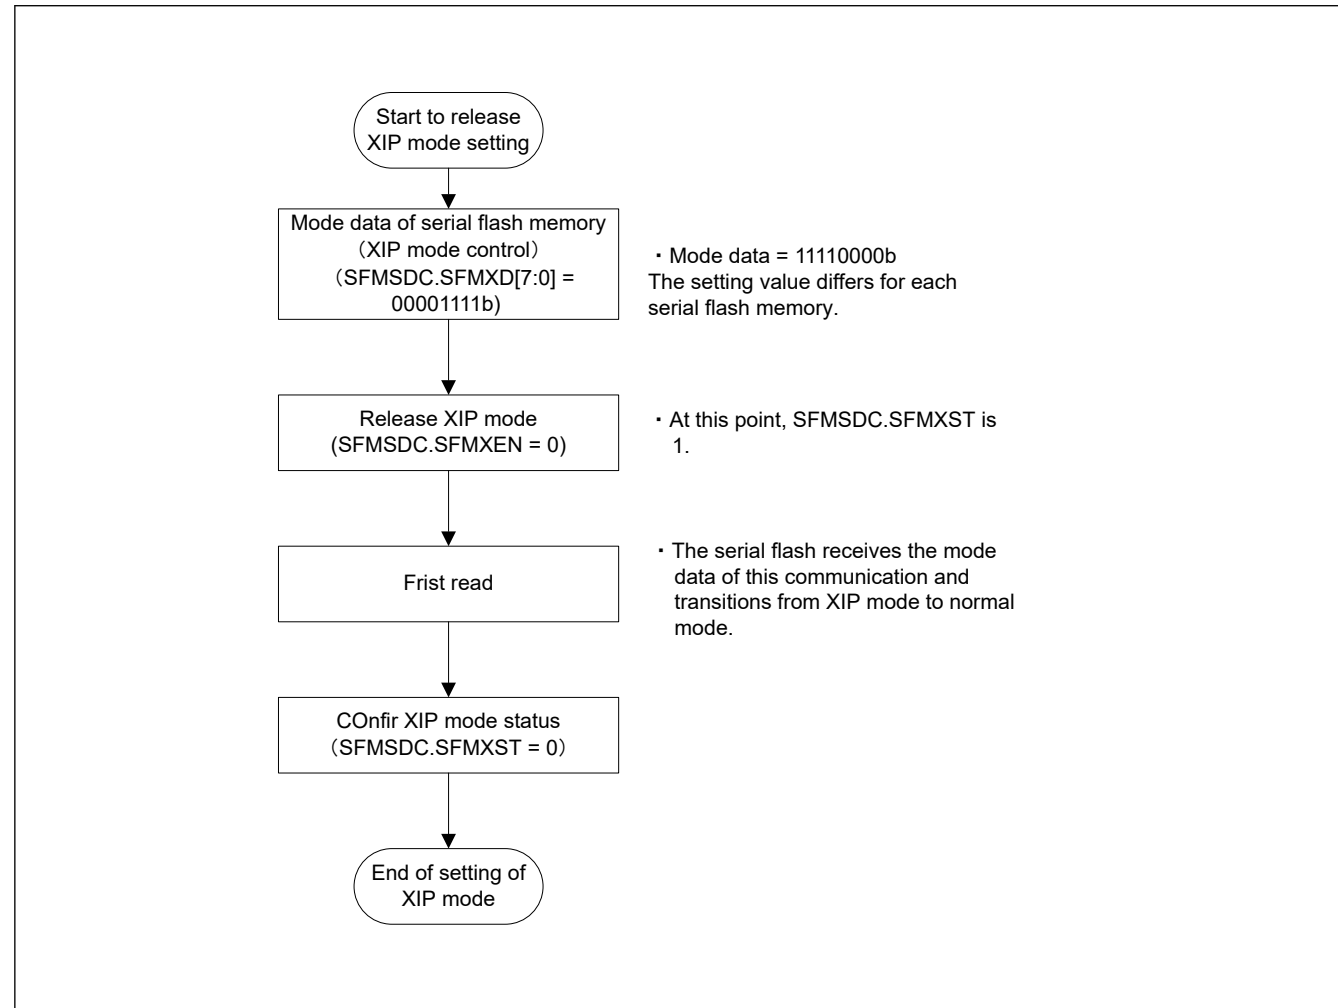 Start to release
XIP mode setting
Mode data of serial flash memory
（XIP mode control）
（SFMSDC.SFMXD[7:0] =
00001111b)
・Mode data = 11110000b
The setting value differs for each
serial flash memory.
Release XIP mode
(SFMSDC.SFMXEN = 0)
・At this point, SFMSDC.SFMXST is
1.
Frist read
・The serial flash receives the mode
data of this communication and
transitions from XIP mode to normal
mode.
COnfir XIP mode status
（SFMSDC.SFMXST = 0）
End of setting of
XIP mode